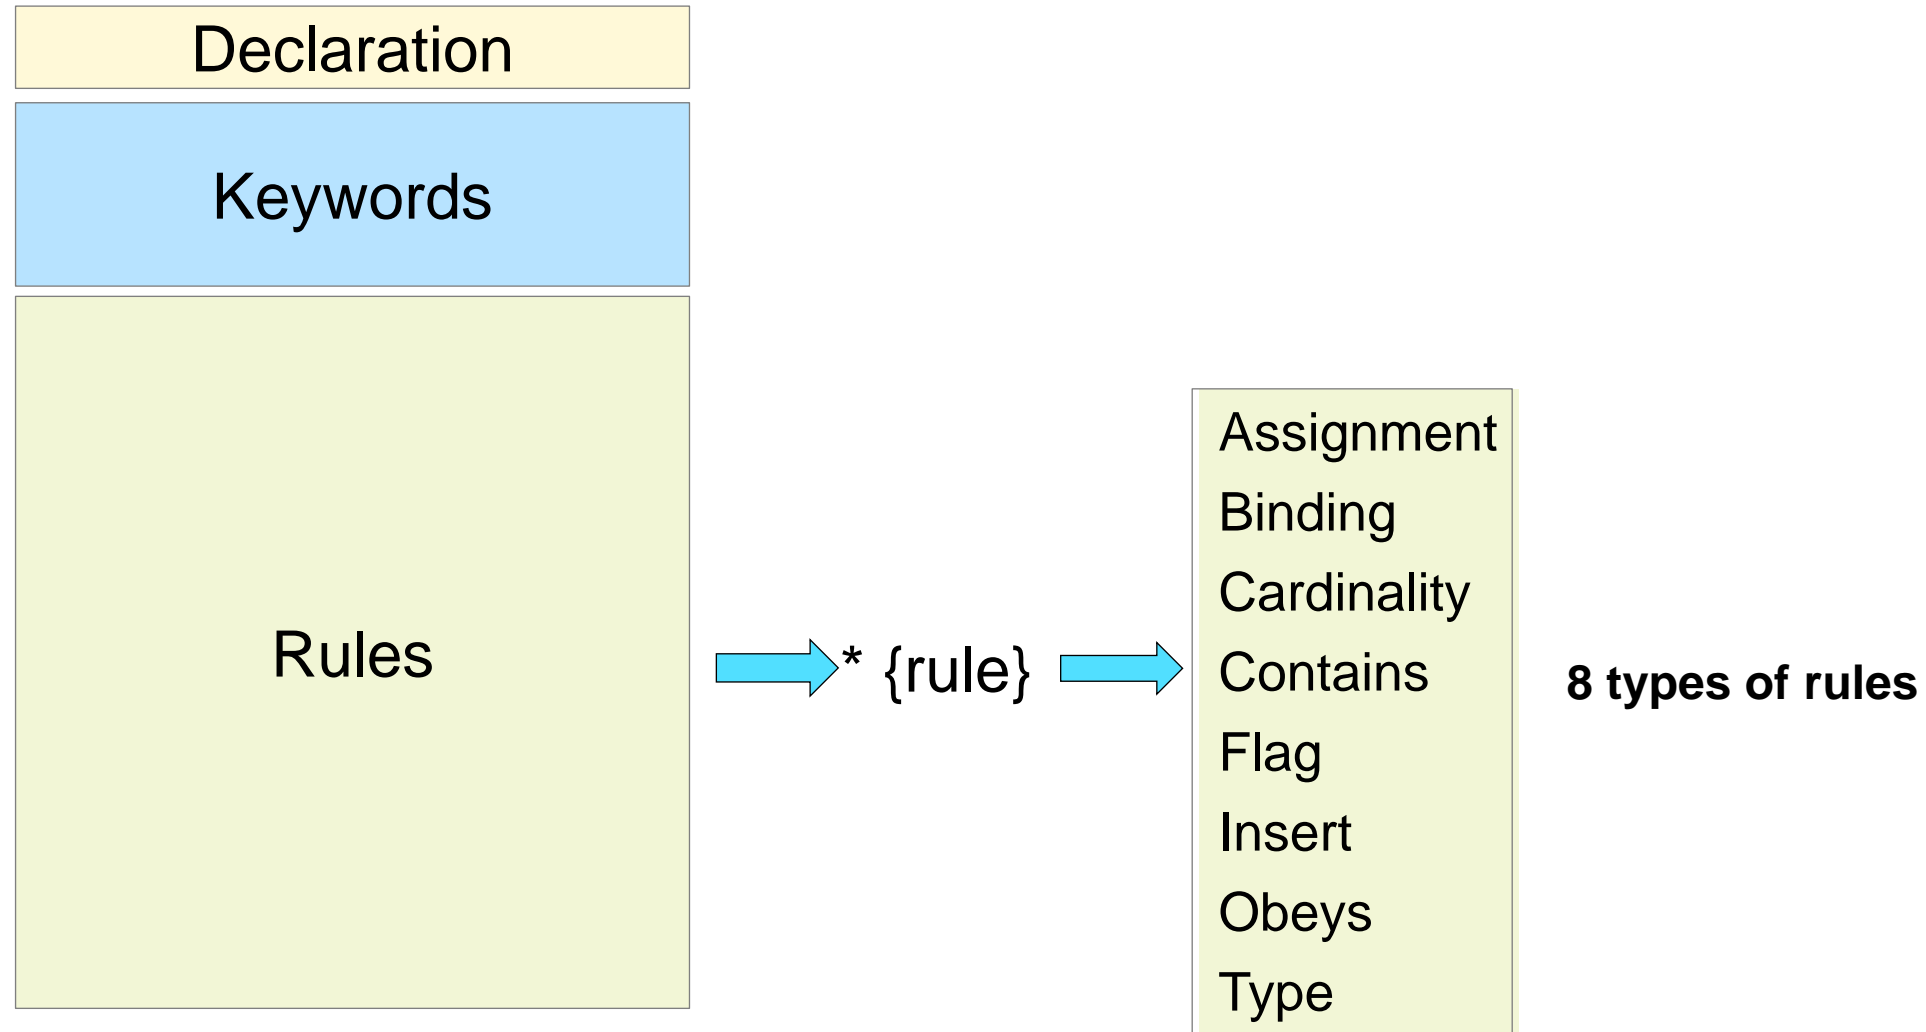 Declaration
Keywords
Rules
* {rule}
Assignment
Binding
Cardinality
Contains
Flag
Insert
Obeys
Type
8 types of rules